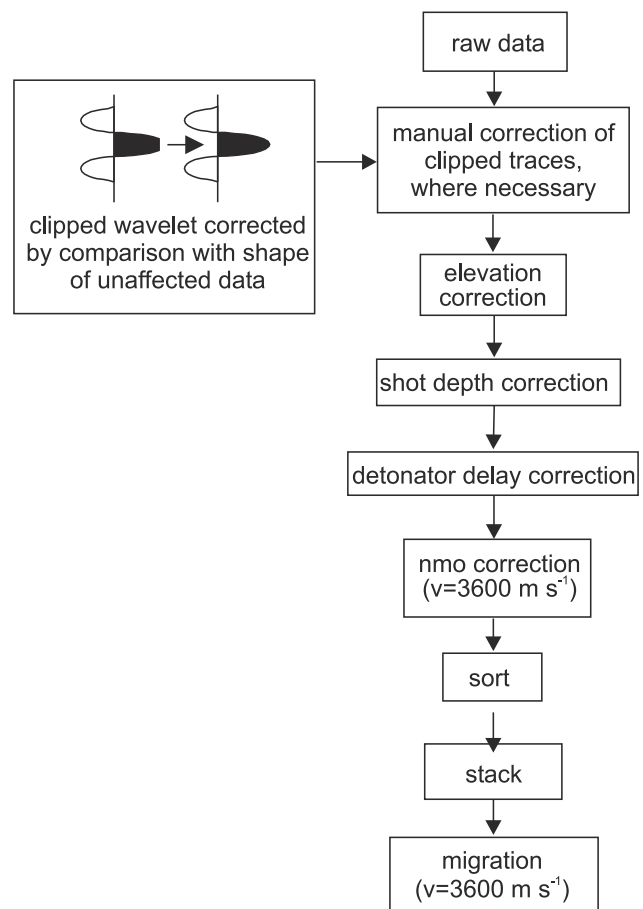 raw data
manual correction of
clipped traces,
where necessary
clipped wavelet corrected
by comparison with shape
of unaffected data
elevation
correction
shot depth correction
detonator delay correction
nmo correction
(v=3600 m s⁻¹)
sort
stack
migration
(v=3600 m s⁻¹)